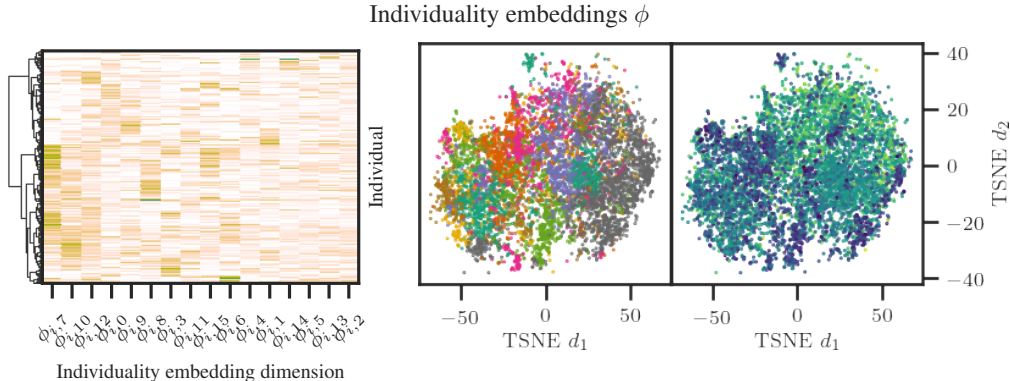 Individuality embeddings ϕ
Individual
ϕi,7 ϕi,10 ϕi,12 ϕi,0 ϕi,9 ϕi,8 ϕi,3 ϕi,11 ϕi,15 ϕi,6 ϕi,4 ϕi,1 ϕi,14 ϕi,5 ϕi,13 ϕi,2
Individuality embedding dimension
−50 0 50
TSNE d1
−50 0 50
TSNE d1
40
20
0
−20
−40
TSNE d2